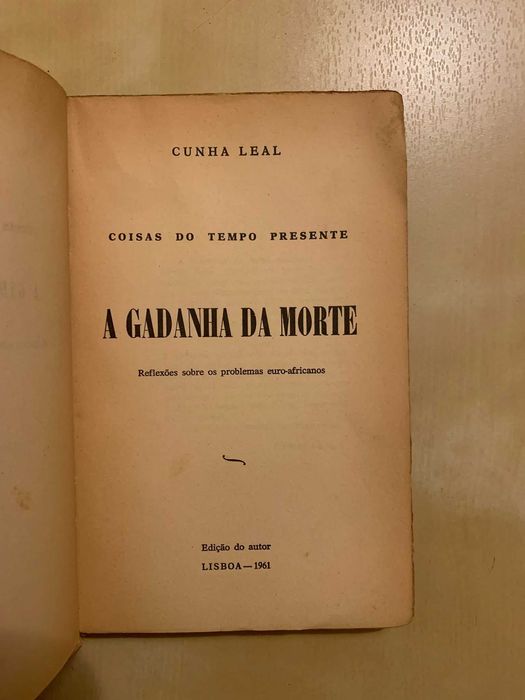 CUNHA LEAL
COISAS DO TEMPO PRESENTE
A GADANHA DA MORTE
Reflexões sobre os problemas euro-africanos
Edição do autor
LISBOA—1961